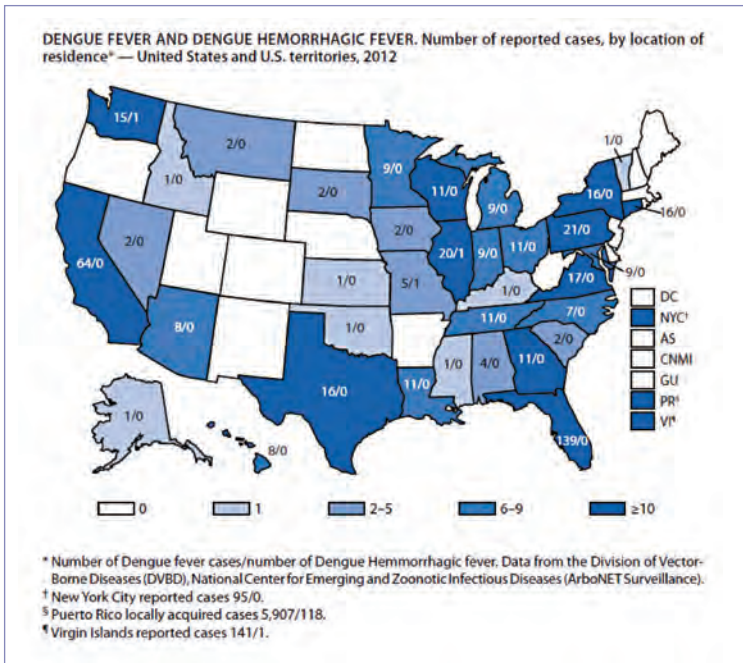 DENGUE FEVER AND DENGUE HEMORRHAGIC FEVER. Number of reported cases, by location of
residence* — United States and U.S. territories, 2012
15/1
2/0
1/0
9/0
1/0
2/0
11/0
9/0
16/0
16/0
2/0
2/0
21/0
64/0
20/1
9/0
11/0
9/0
1/0
5/1
17/0
1/0
DC
8/0
1/0
11/0
7/0
NYC†
2/0
AS
1/0
4/0
11/0
CNMI
16/0
11/0
GU
1/0
PR§
8/0
139/0
VI¶
0
1
2–5
6–9
≥10
* Number of Dengue fever cases/number of Dengue Hemmorrhagic fever. Data from the Division of Vector-
Borne Diseases (DVBD), National Center for Emerging and Zoonotic Infectious Diseases (ArboNET Surveillance).
† New York City reported cases 95/0.
§ Puerto Rico locally acquired cases 5,907/118.
¶ Virgin Islands reported cases 141/1.